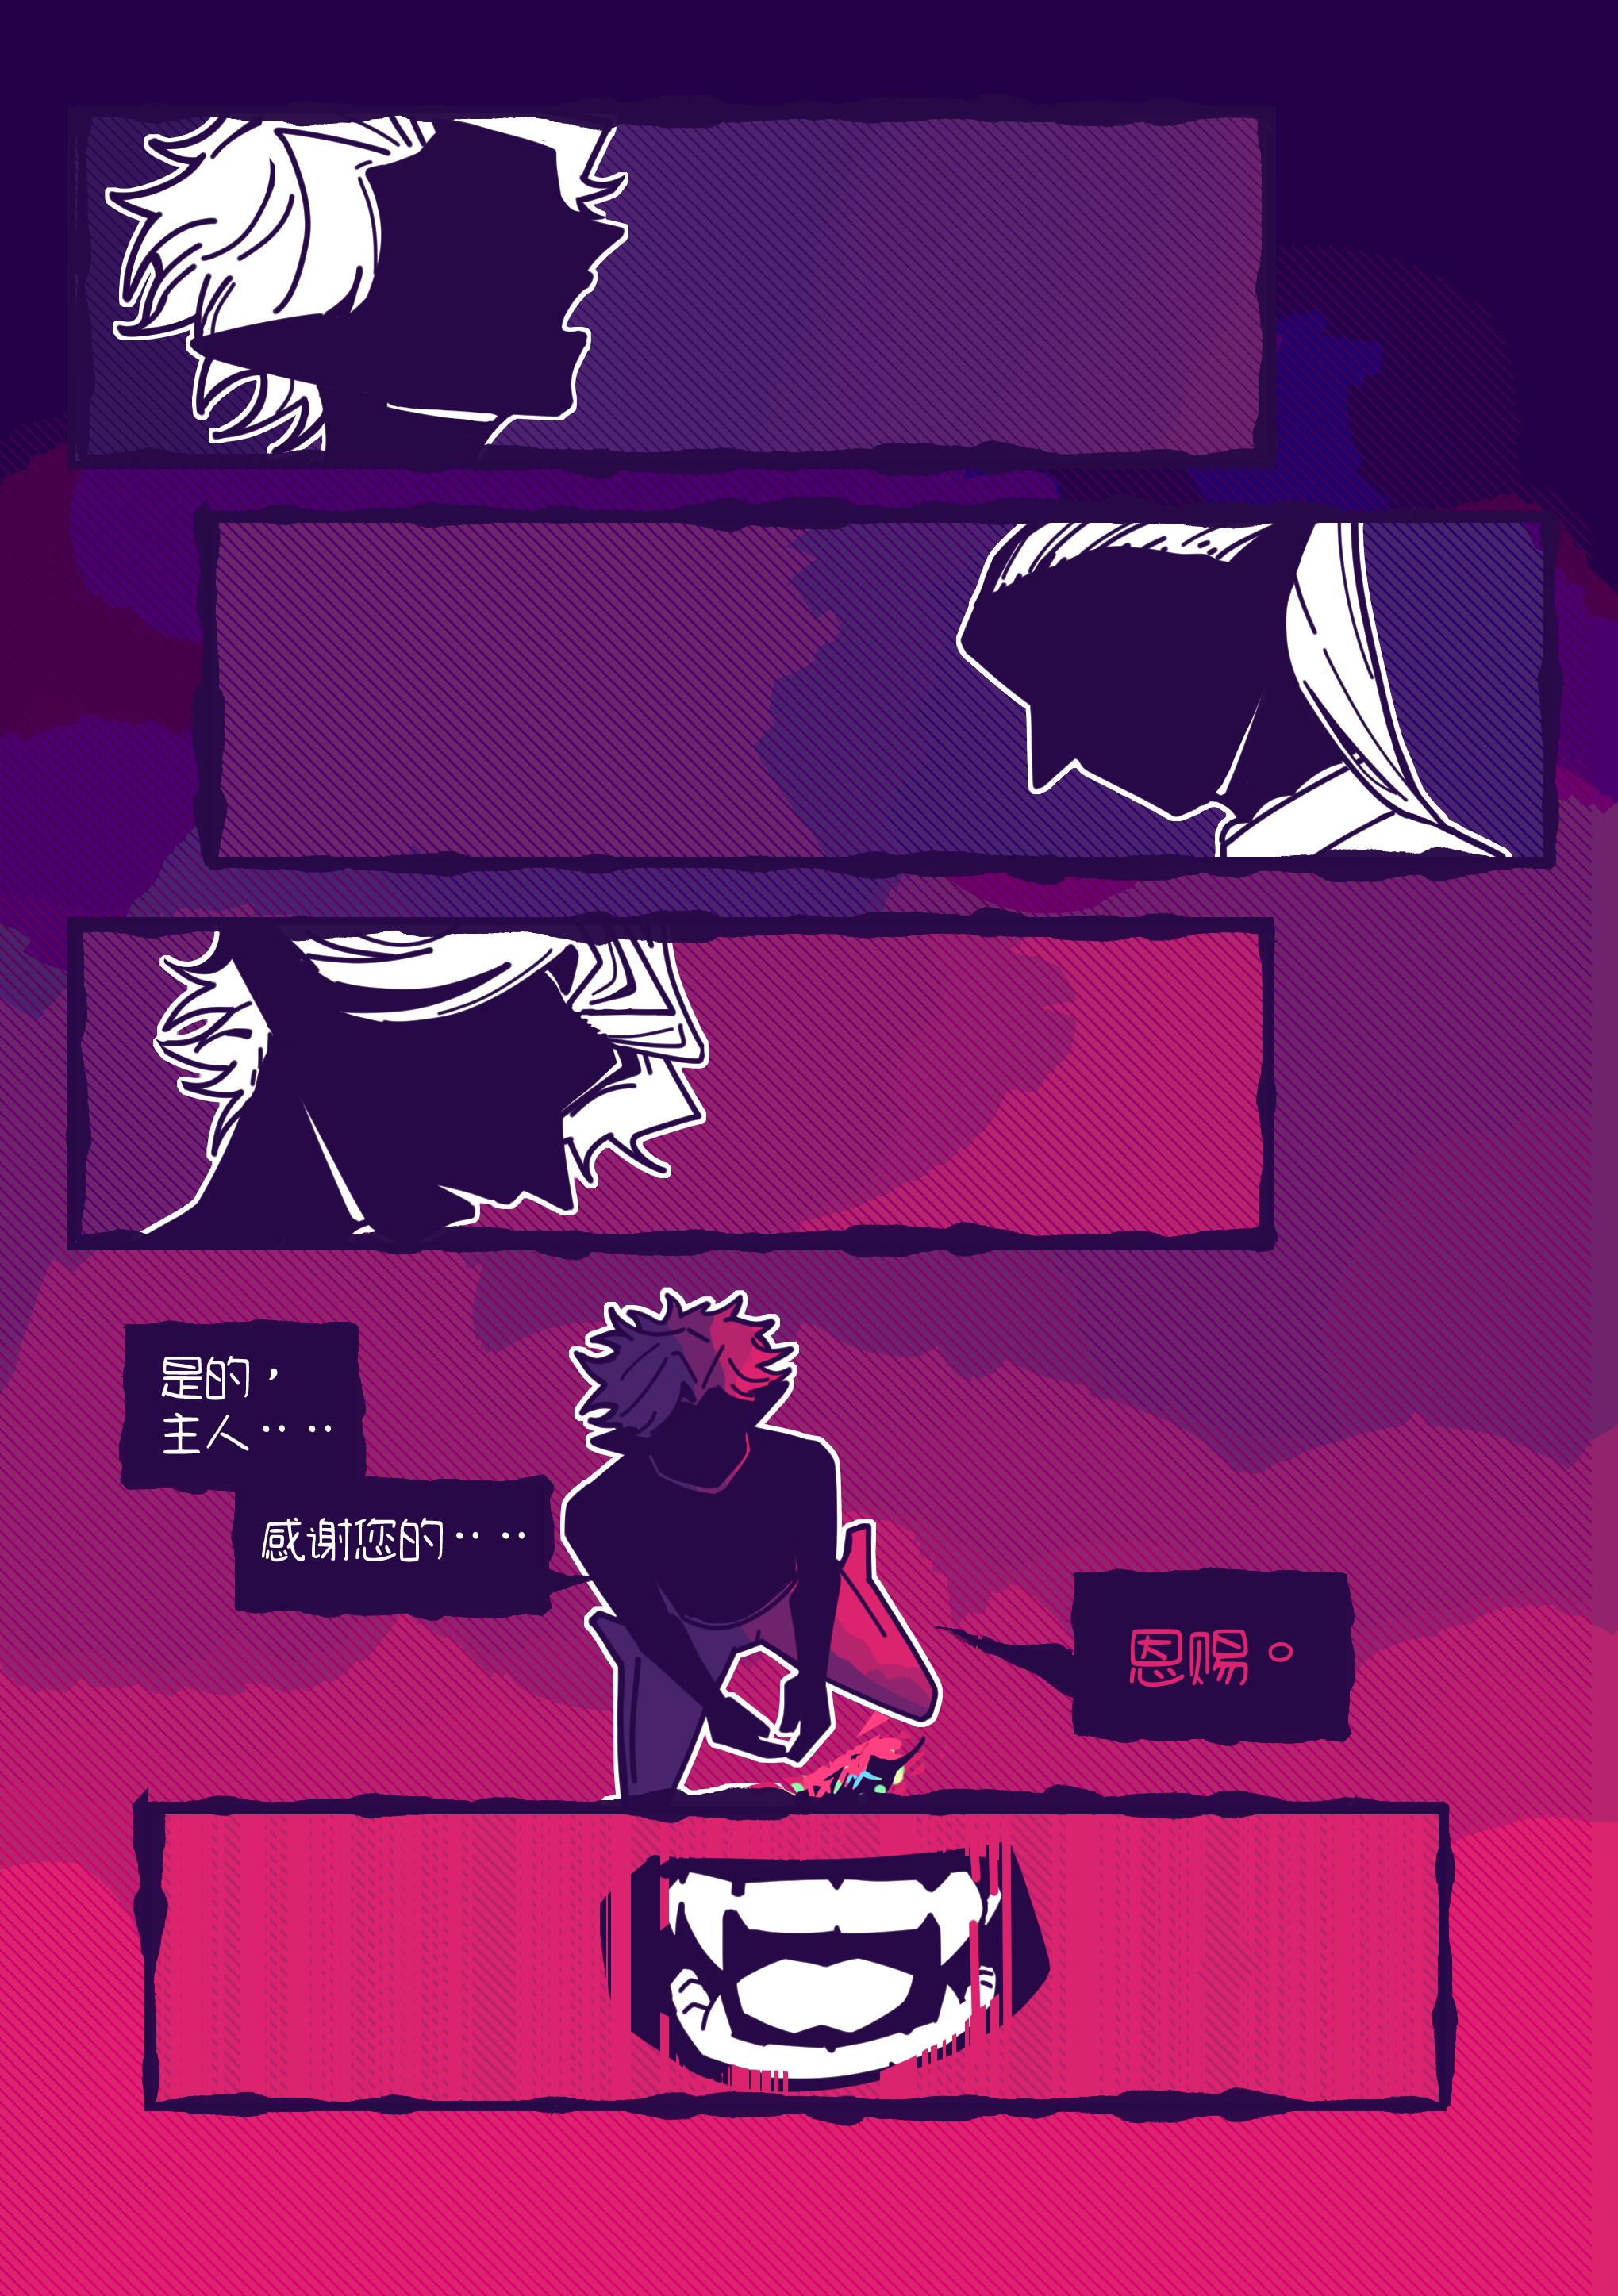 是的，
主人‥‥
感谢您的‥‥
恩赐。